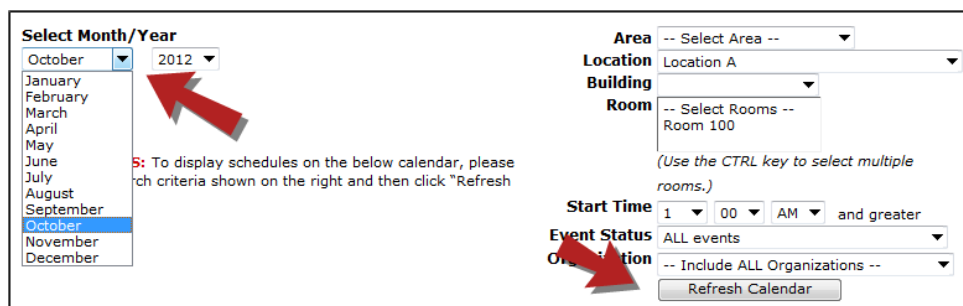 Select Month/Year
October 2012
January
February
March
April
May
June
July
August
September
October
November
December
S: To display schedules on the below calendar, please
rch criteria shown on the right and then click "Refresh
Area -- Select Area --
Location Location A
Building
Room -- Select Rooms --
Room 100
(Use the CTRL key to select multiple
rooms.)
Start Time 1 00 AM and greater
Event Status ALL events
-- Include ALL Organizations --
Refresh Calendar